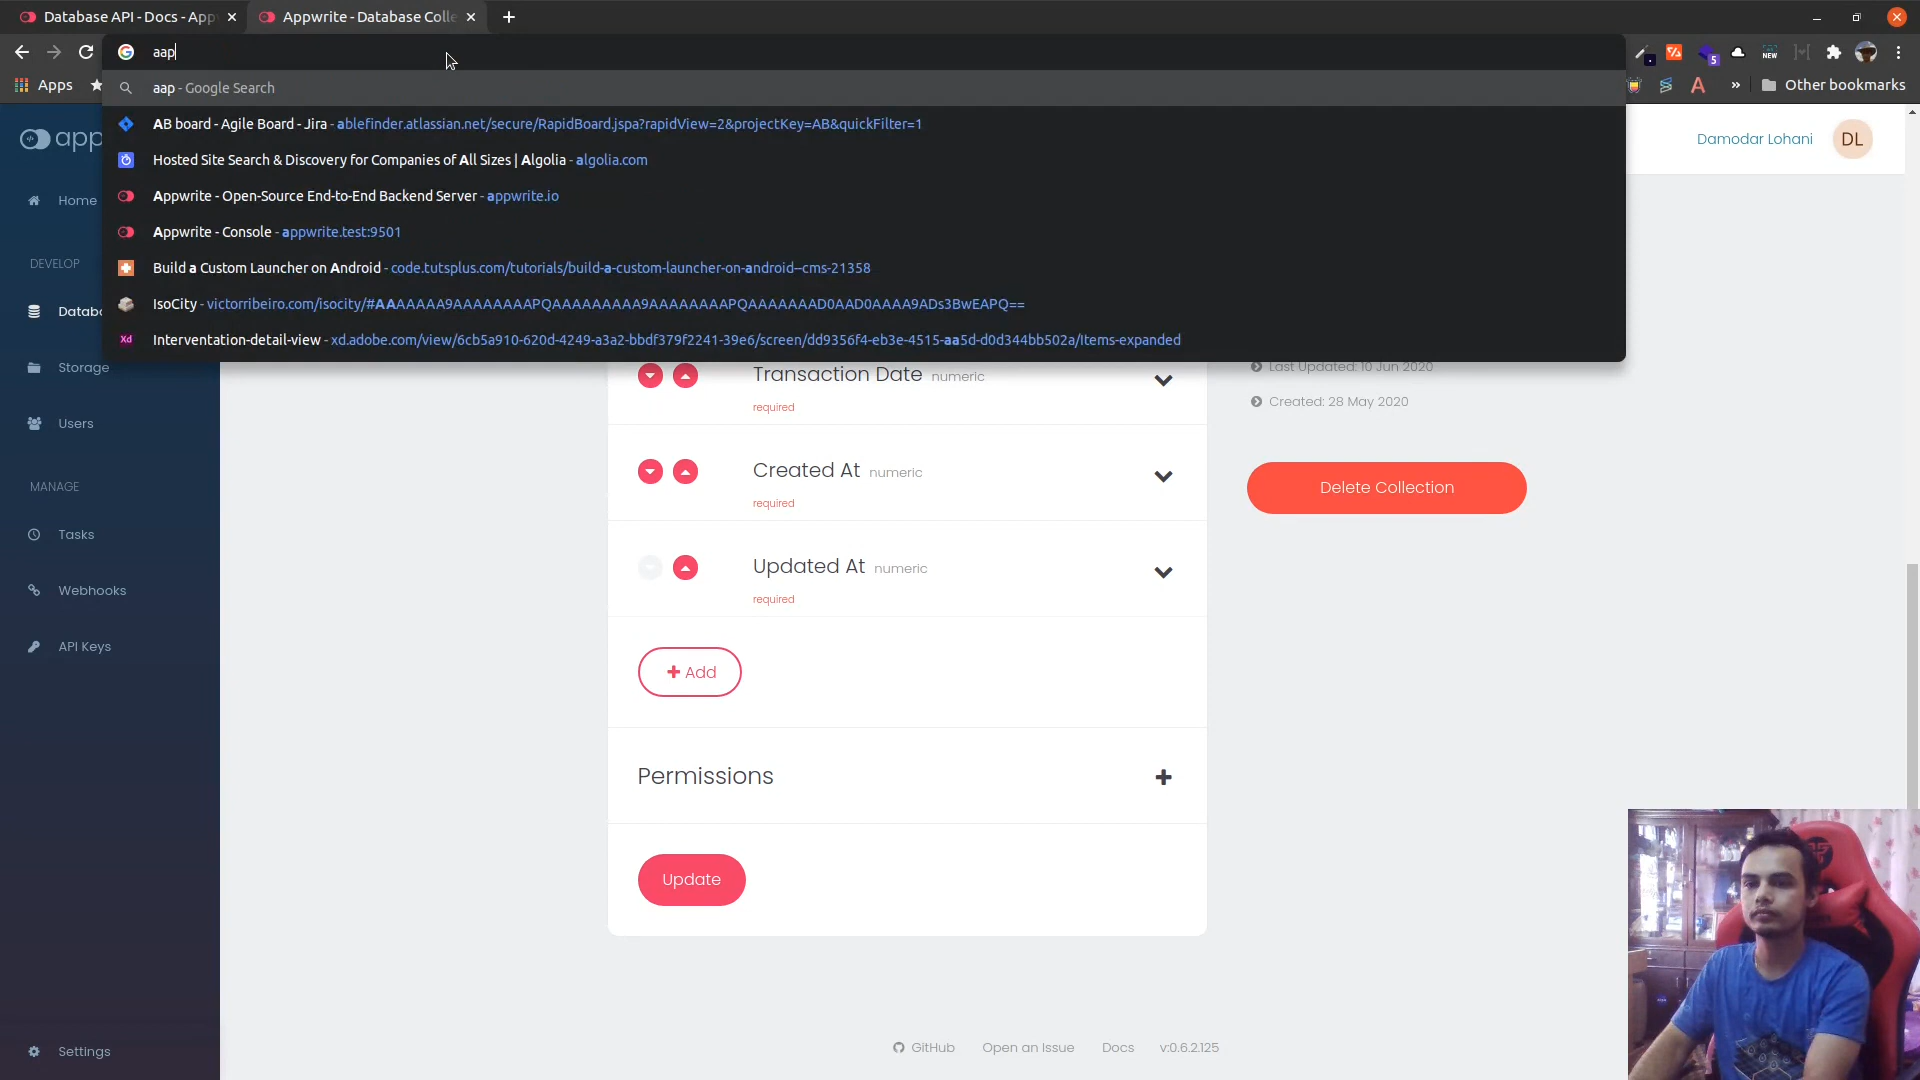 Database API - Docs - App
Appwrite - Database Colle
aap
aap - Google Search
AB board - Agile Board - Jira - ablefinder.atlassian.net/secure/RapidBoard.jspa?rapidView=2&projectKey=AB&quickFilter=1
Hosted Site Search & Discovery for Companies of All Sizes | Algolia - algolia.com
Appwrite - Open-Source End-to-End Backend Server - appwrite.io
Appwrite - Console - appwrite.test:9501
Build a Custom Launcher on Android - code.tutsplus.com/tutorials/build-a-custom-launcher-on-android--cms-21358
IsoCity - victorribeiro.com/isocity/#AAAAAAA9AAAAAAAAPQAAAAAAAAA9AAAAAAAAPQAAAAAAAD0AAD0AAAA9ADs3BwEAPQ==
Interventation-detail-view - xd.adobe.com/view/6cb5a910-620d-4249-a3a2-bbdf379f2241-39e6/screen/dd9356f4-eb3e-4515-aa5d-d0d344bb502a/Items-expanded
5
NEW
Apps
Other bookmarks
app
Damodar Lohani
DL
Home
DEVELOP
Databa
Storage
Users
MANAGE
Tasks
Webhooks
API Keys
Settings
Transaction Date numeric
required
Created At numeric
required
Updated At numeric
required
Add
Permissions
Update
Last Updated: 10 Jun 2020
Created: 28 May 2020
Delete Collection
GitHub
Open an Issue
Docs
v:0.6.2.125